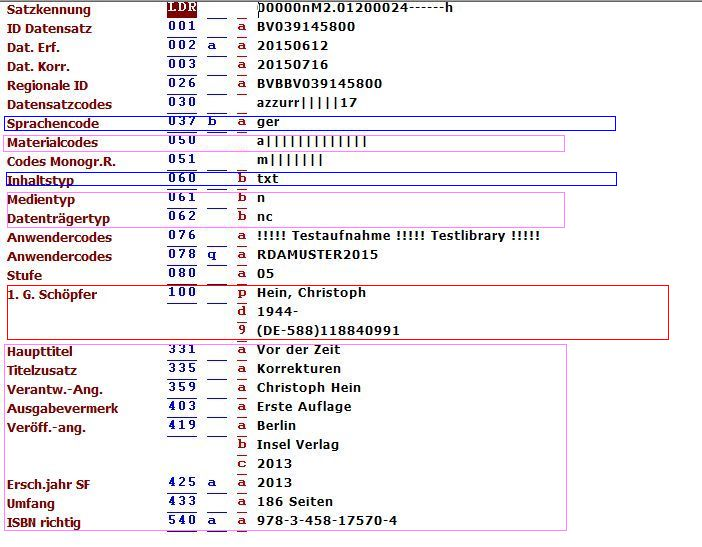 Satzkennung LDR 00000nM2.01200024------h
ID Datensatz 001 a BV039145800
Dat. Erf. 002 a a 20150612
Dat. Korr. 003 a 20150716
Regionale ID 026 a BVBBV039145800
Datensatzcodes 030 a azzurr|||||17
Sprachencode 037 b a ger
Materialcodes 050 a|||||||||||||
Codes Monogr.R. 051 m|||||||
Inhaltstyp 060 b txt
Medientyp 061 b n
Datenträgertyp 062 b nc
Anwendercodes 076 a !!!!! Testaufnahme !!!!! Testlibrary !!!!!
Anwendercodes 078 q a RDAMUSTER2015
Stufe 080 a 05
1. G. Schöpfer 100 p Hein, Christoph
d 1944-
9 (DE-588)118840991
Haupttitel 331 a Vor der Zeit
Titelzusatz 335 a Korrekturen
Verantw.-Ang. 359 a Christoph Hein
Ausgabevermerk 403 a Erste Auflage
Veröff.-ang. 419 a Berlin
b Insel Verlag
c 2013
Ersch.jahr SF 425 a a 2013
Umfang 433 a 186 Seiten
ISBN richtig 540 a a 978-3-458-17570-4